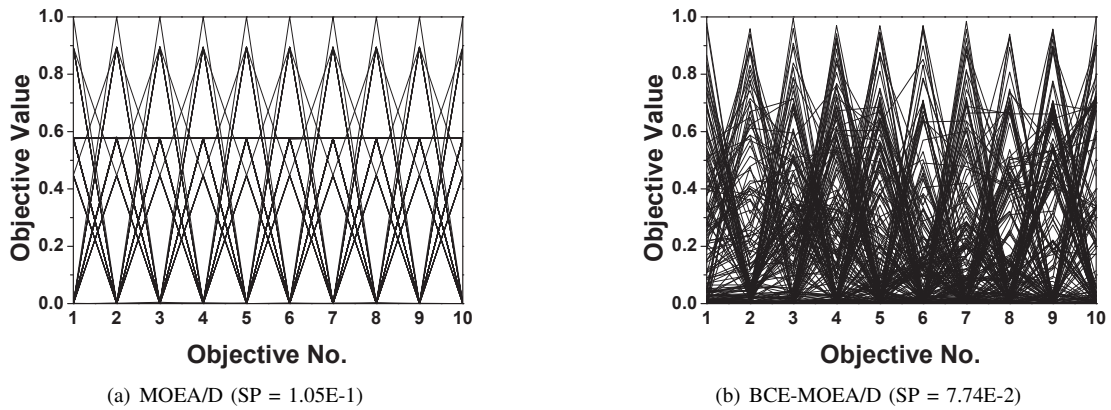 1.0
0.8
0.6
0.4
0.2
0.0
Objective Value
1 2 3 4 5 6 7 8 9 10
Objective No.
(a) MOEA/D (SP = 1.05E-1)
1.0
0.8
0.6
0.4
0.2
0.0
Objective Value
1 2 3 4 5 6 7 8 9 10
Objective No.
(b) BCE-MOEA/D (SP = 7.74E-2)